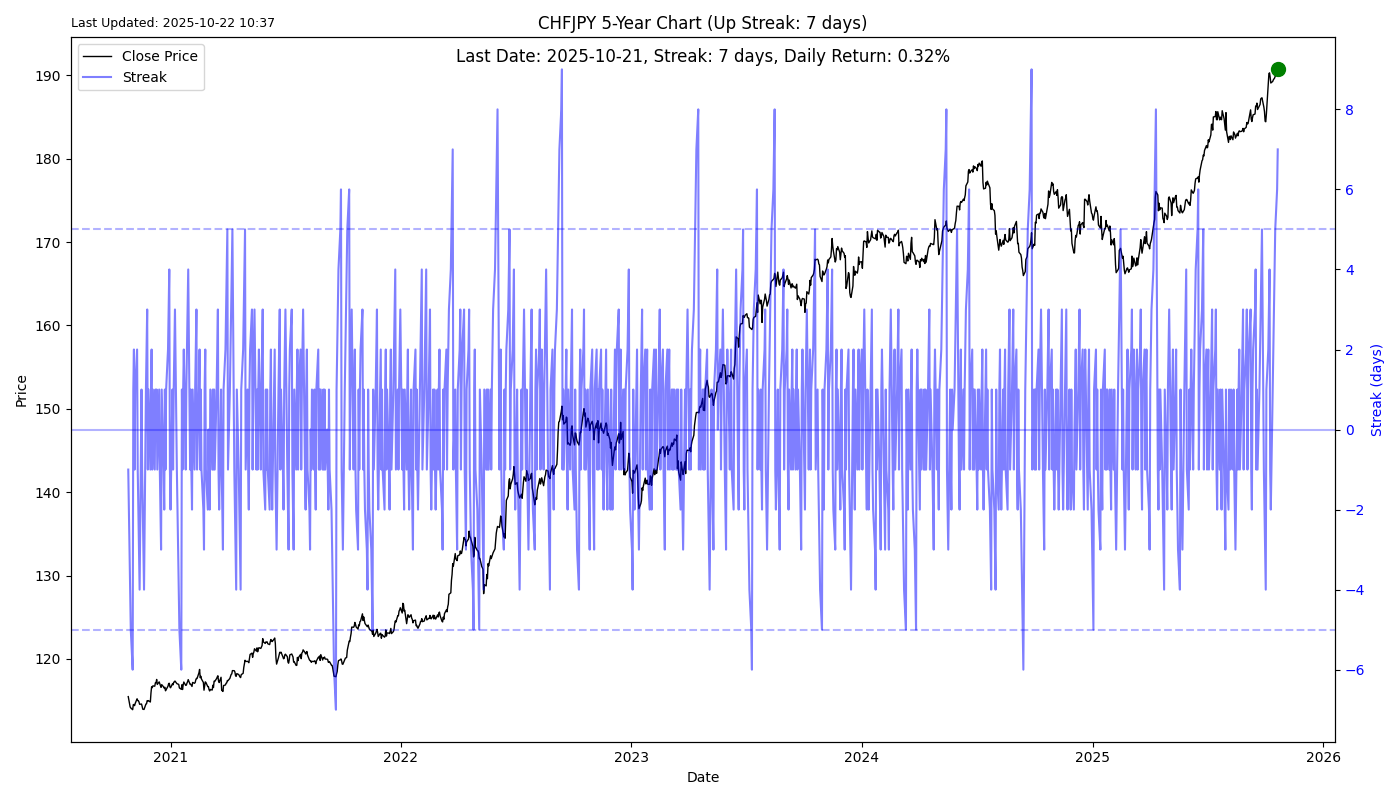 Last Updated: 2025-10-22 10:37
CHFJPY 5-Year Chart (Up Streak: 7 days)
Last Date: 2025-10-21, Streak: 7 days, Daily Return: 0.32%
Close Price
Streak
190
180
170
160
150
140
130
120
Price
8
6
4
2
0
−2
−4
−6
Streak (days)
2021
2022
2023
2024
2025
2026
Date